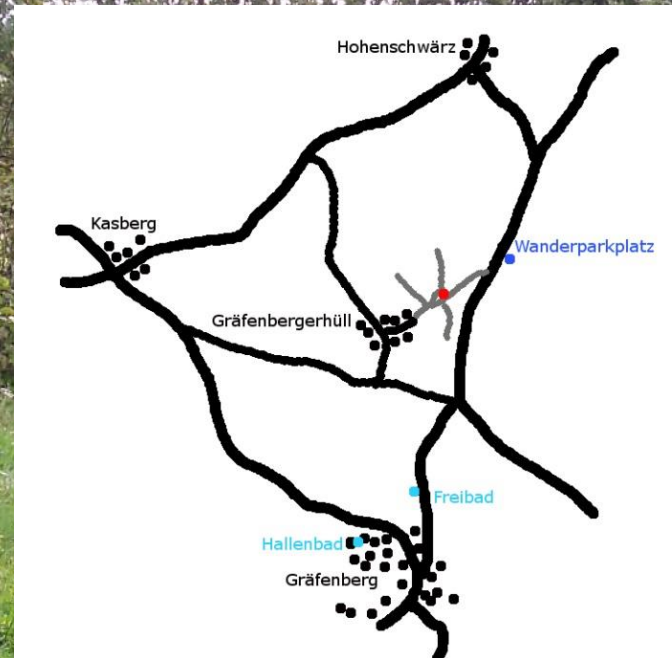 Hohenschwärz
Kasberg
Wanderparkplatz
Gräfenbergerhüll
Freibad
Hallenbad
Gräfenberg